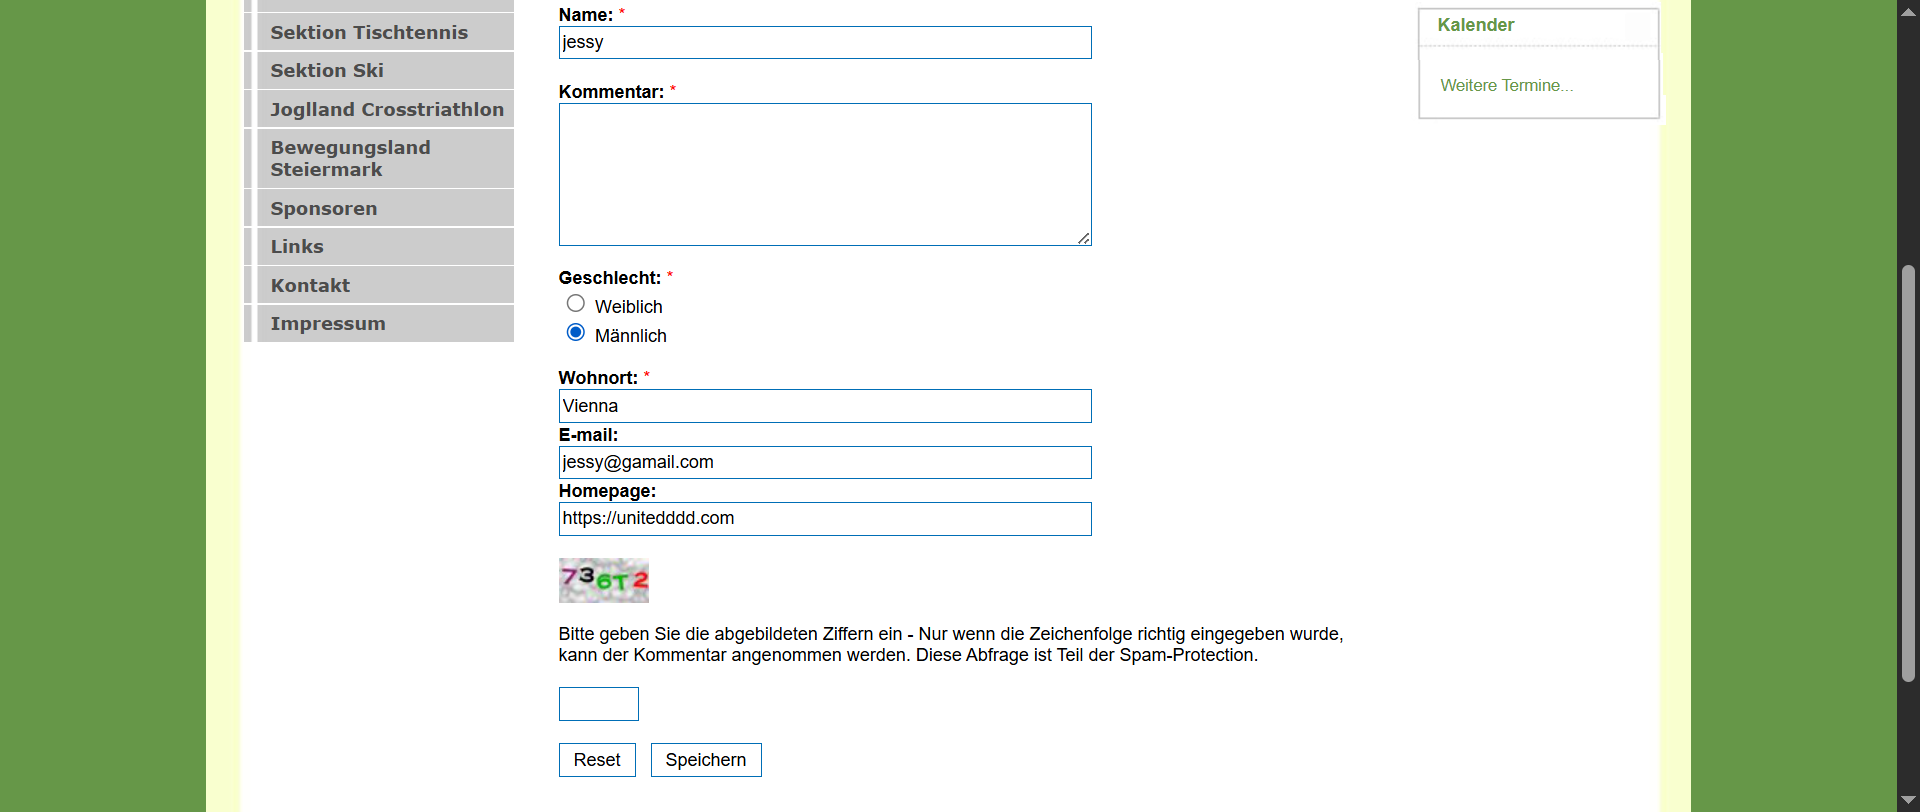 Sektion Tischtennis
Sektion Ski
Joglland Crosstriathlon
Bewegungsland
Steiermark
Sponsoren
Links
Kontakt
Impressum
Name: *
jessy
Kommentar: *
Geschlecht: *
Weiblich
Männlich
Wohnort: *
Vienna
E-mail:
jessy@gamail.com
Homepage:
https://unitedddd.com
736T2
Bitte geben Sie die abgebildeten Ziffern ein - Nur wenn die Zeichenfolge richtig eingegeben wurde,
kann der Kommentar angenommen werden. Diese Abfrage ist Teil der Spam-Protection.
Reset
Speichern
Kalender
Weitere Termine...